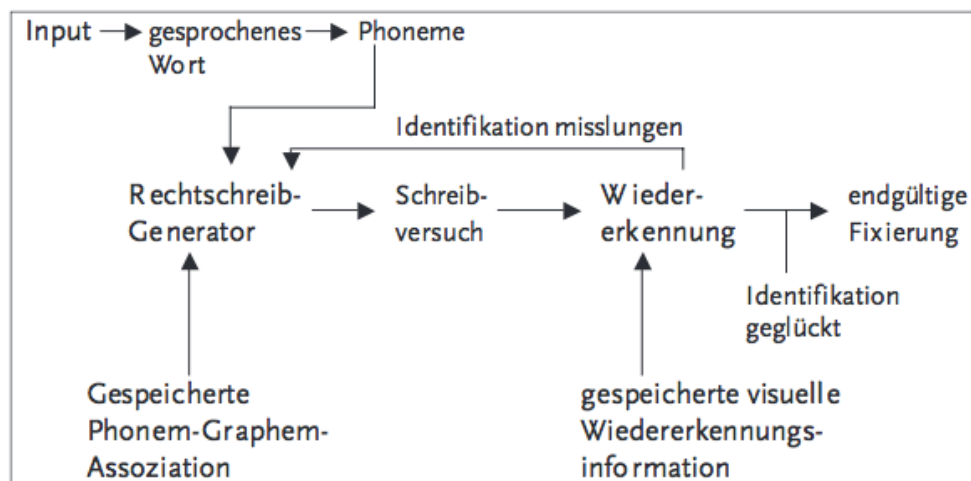 Input gesprochenes Phoneme
Wort
Identifikation misslungen
Rechtschreib-
Generator
Schreib-
versuch
Wieder-
erkennung
endgültige
Fixierung
Identifikation
geglückt
Gespeicherte
Phonem-Graphem-
Assoziation
gespeicherte visuelle
Wiedererkennungs-
information